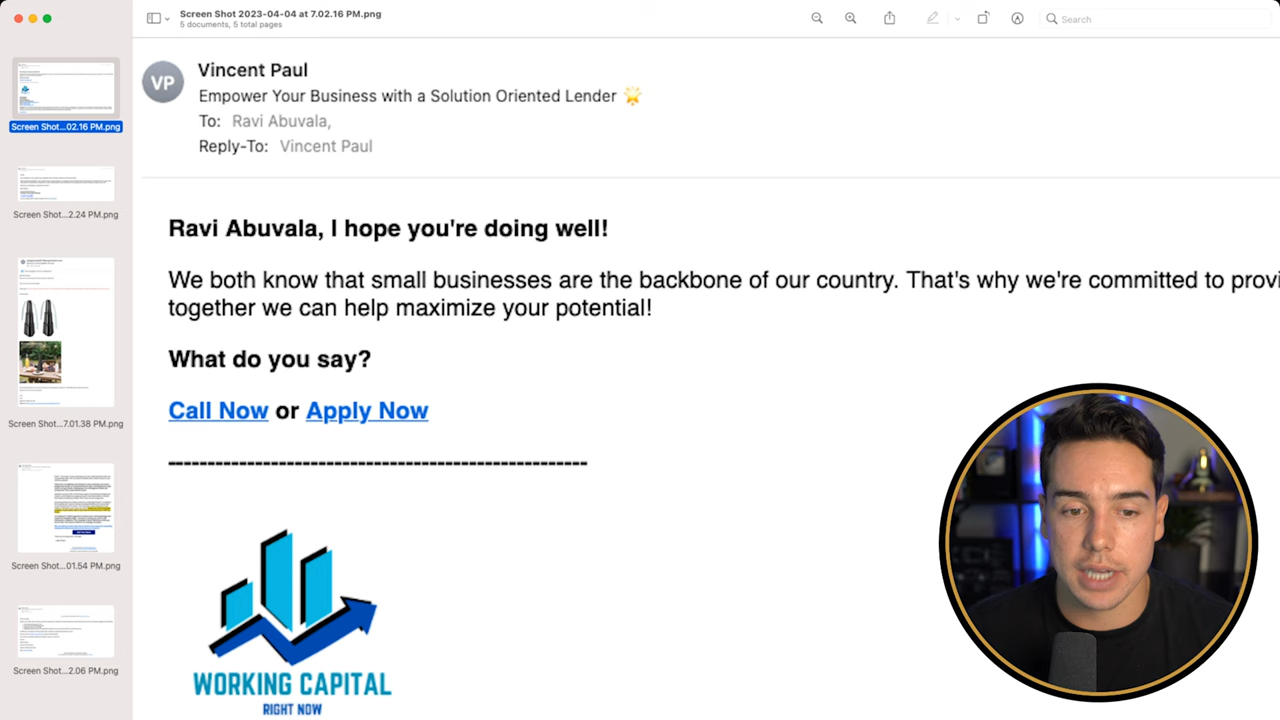 Screen Shot 2023-04-04 at 7.02.16 PM.png
5 documents, 5 total pages
Search
Screen Shot...02.16 PM.png
Screen Shot...2.24 PM.png
Screen Shot...7.01.38 PM.png
Screen Shot...01.54 PM.png
Screen Shot...2.06 PM.png
VP
Vincent Paul
Empower Your Business with a Solution Oriented Lender 🌟
To: Ravi Abuvala,
Reply-To: Vincent Paul
Ravi Abuvala, I hope you're doing well!
We both know that small businesses are the backbone of our country. That's why we're committed to provi
together we can help maximize your potential!
What do you say?
Call Now or Apply Now
-----------------------------------------------------
WORKING CAPITAL
RIGHT NOW